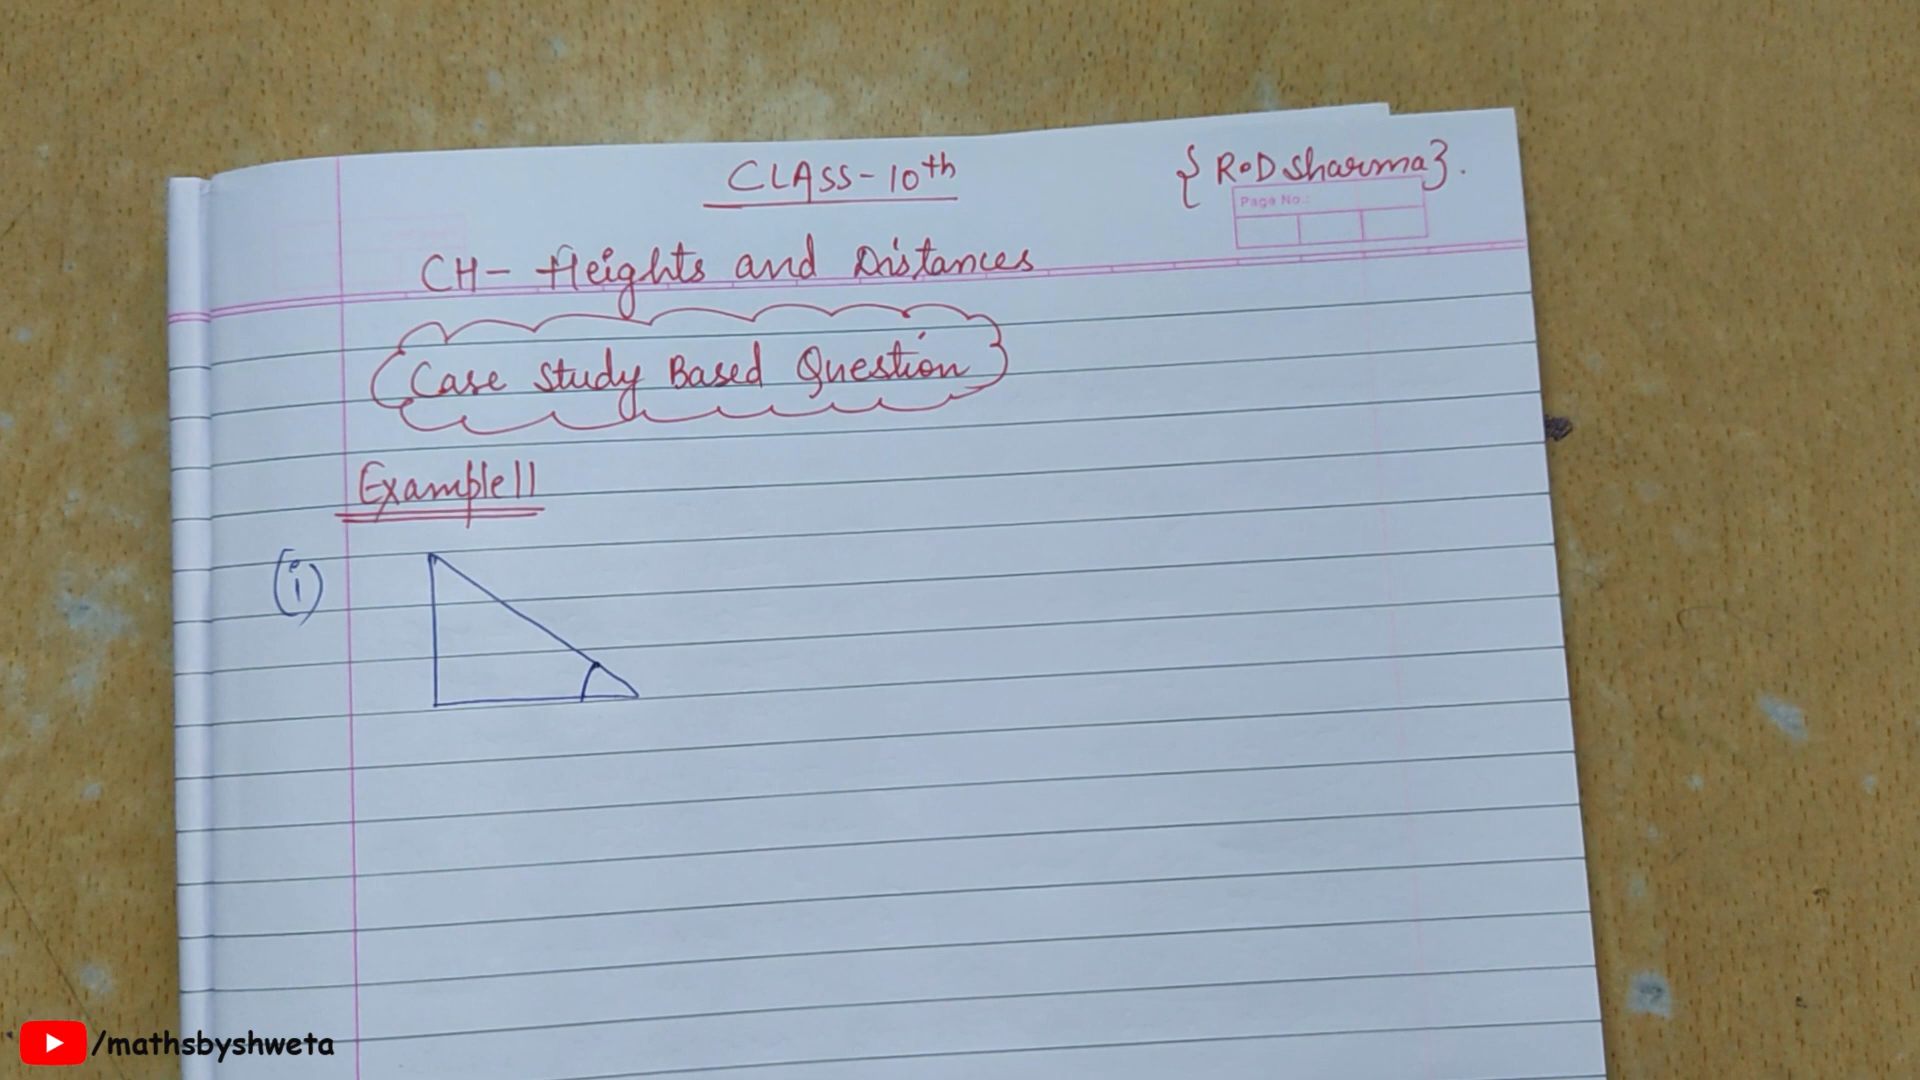 CLASS-10th
{R.D Sharma}.
Page No.:
CH- Heights and Distances
Case Study Based Question
Example 11
(i)
/mathsbyshweta